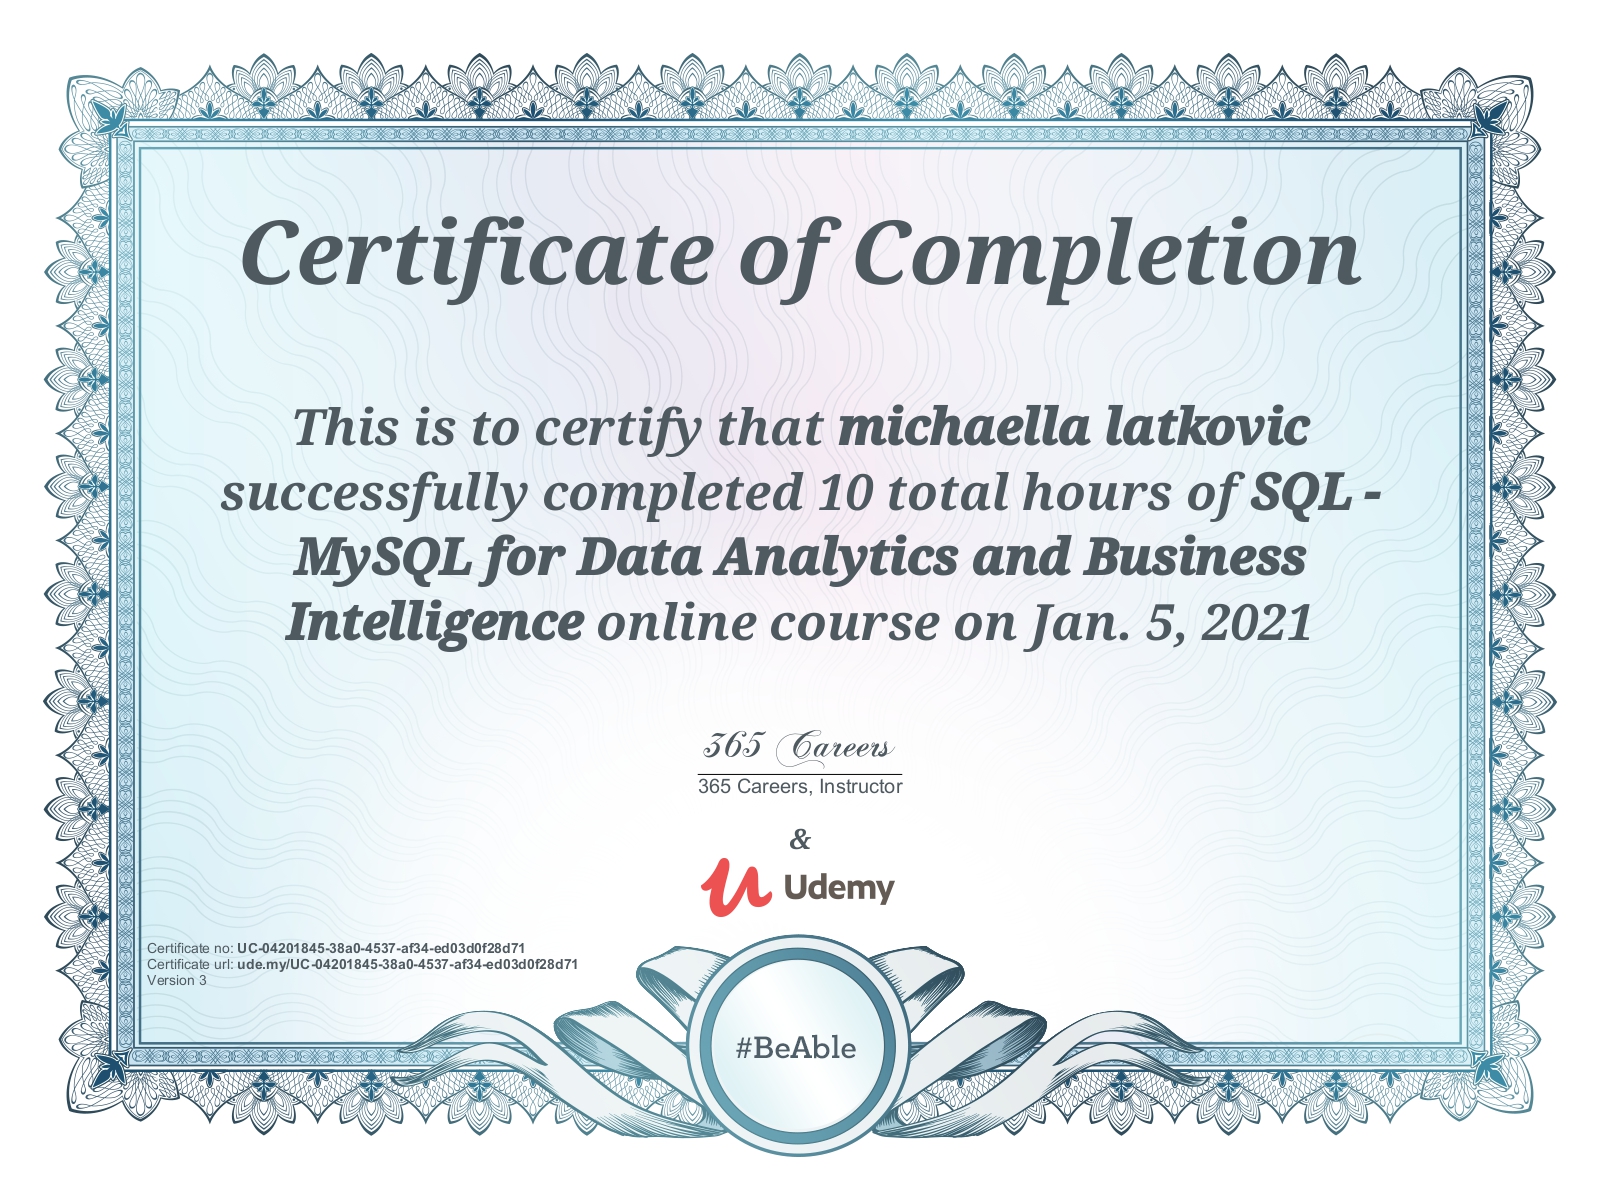 Certificate of Completion
This is to certify that michaella latkovic
successfully completed 10 total hours of SQL -
MySQL for Data Analytics and Business
Intelligence online course on Jan. 5, 2021
365 Careers
365 Careers, Instructor
&
Udemy
Certificate no: UC-04201845-38a0-4537-af34-ed03d0f28d71
Certificate url: ude.my/UC-04201845-38a0-4537-af34-ed03d0f28d71
Version 3
#BeAble